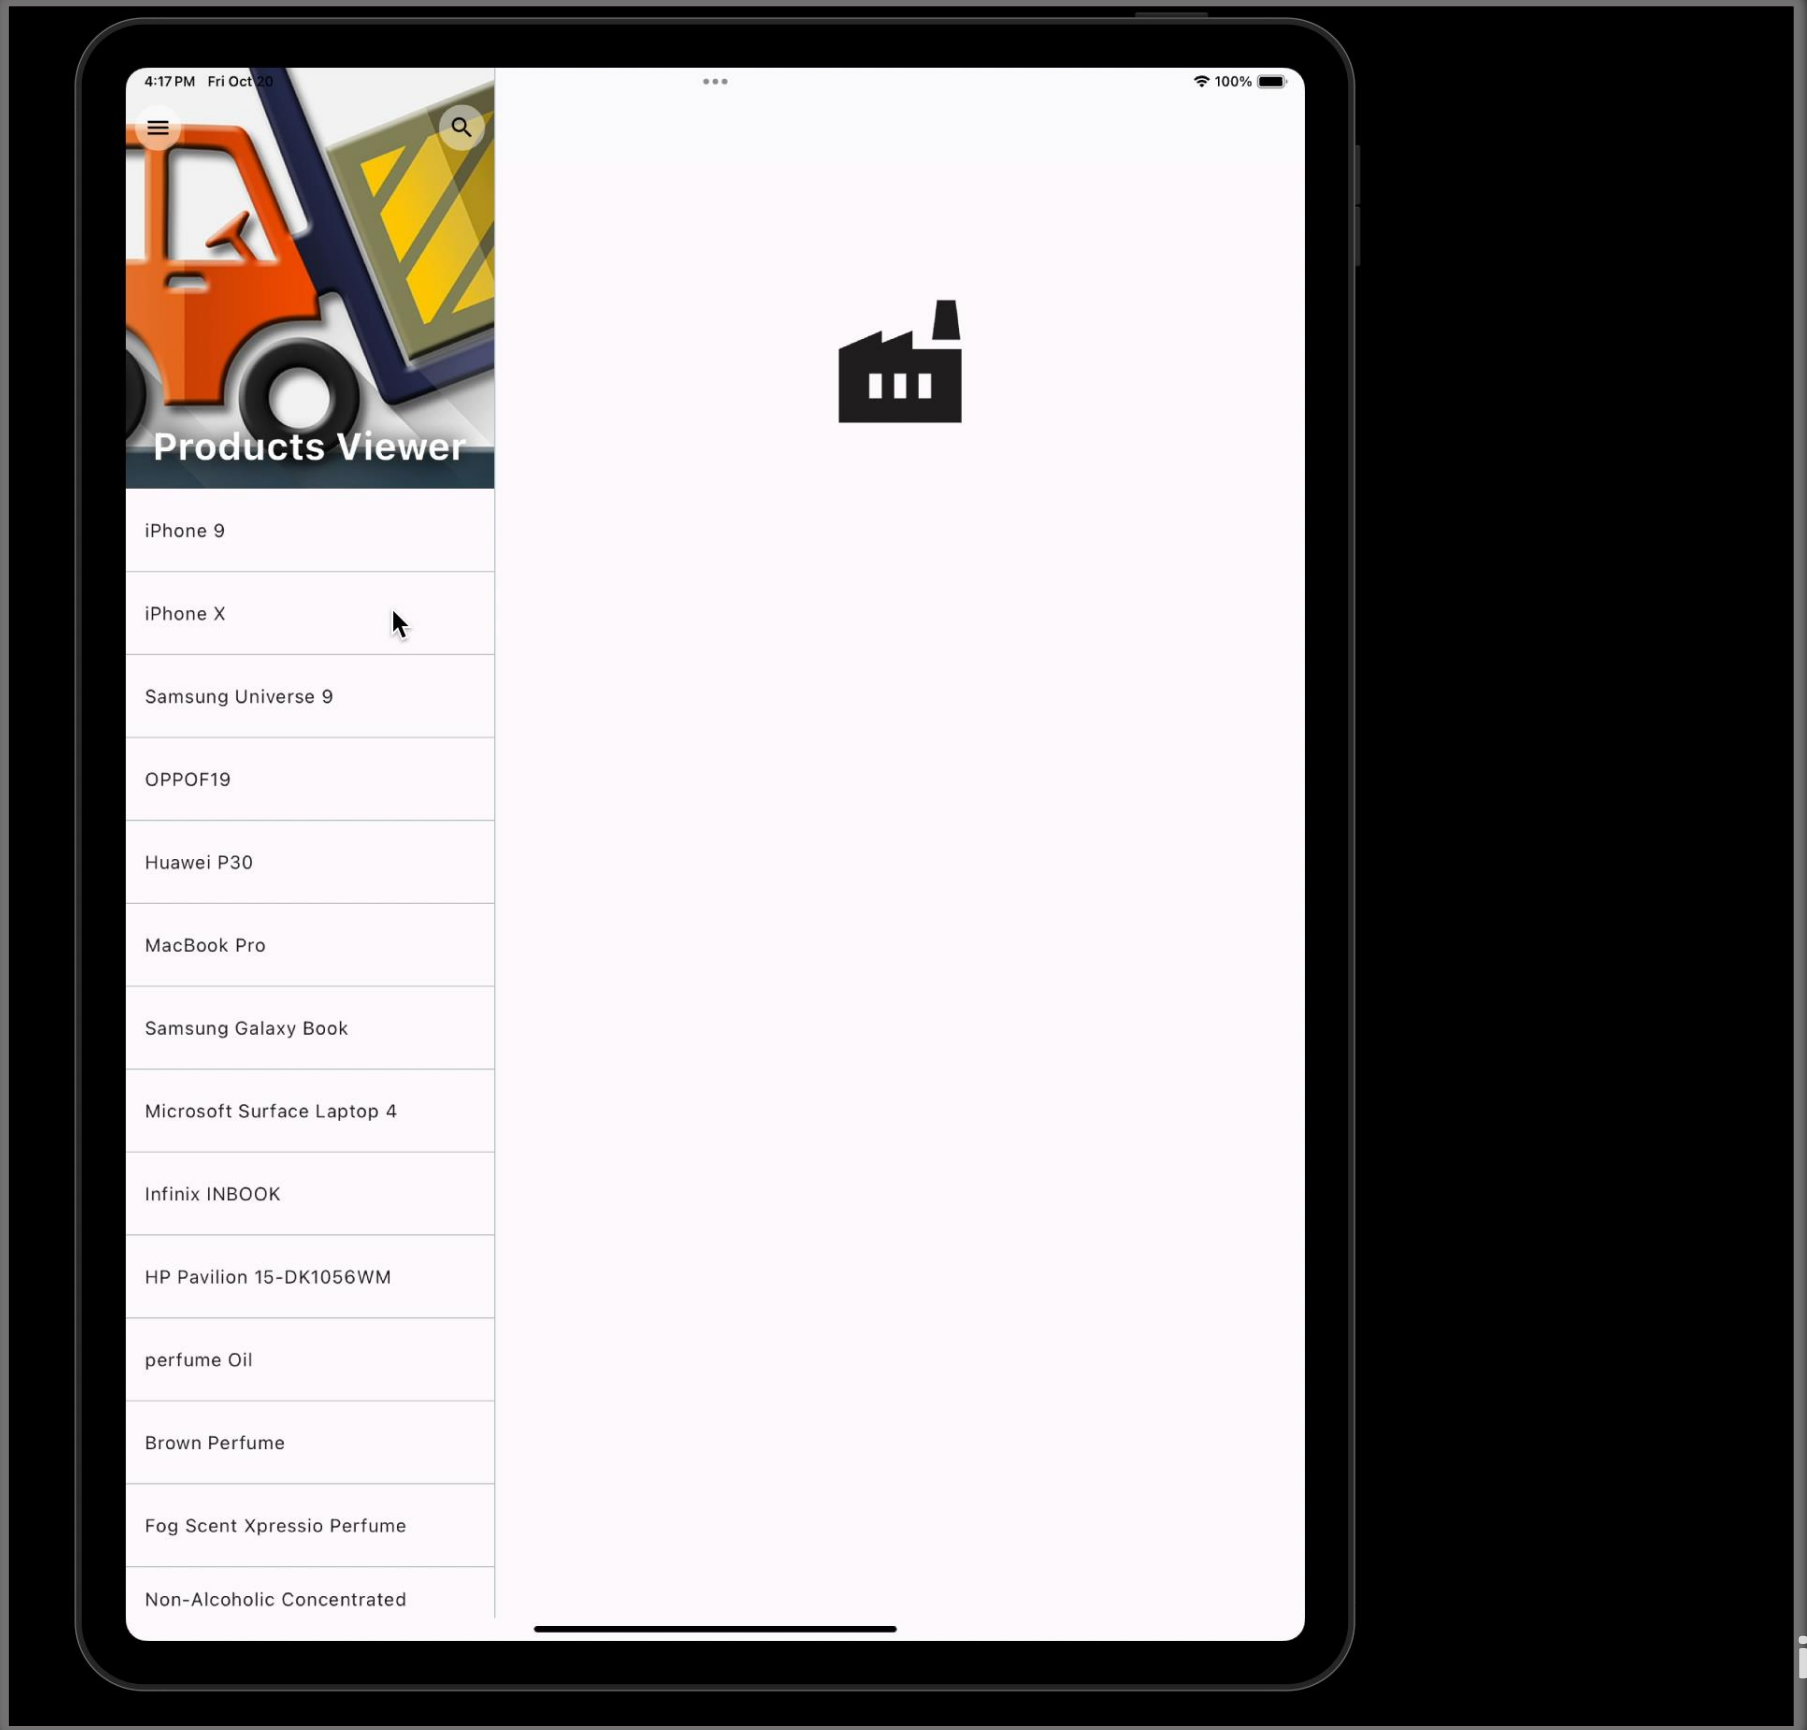 4:17 PM Fri Oct 20
100%
Products Viewer
iPhone 9
iPhone X
Samsung Universe 9
OPPOF19
Huawei P30
MacBook Pro
Samsung Galaxy Book
Microsoft Surface Laptop 4
Infinix INBOOK
HP Pavilion 15-DK1056WM
perfume Oil
Brown Perfume
Fog Scent Xpressio Perfume
Non-Alcoholic Concentrated